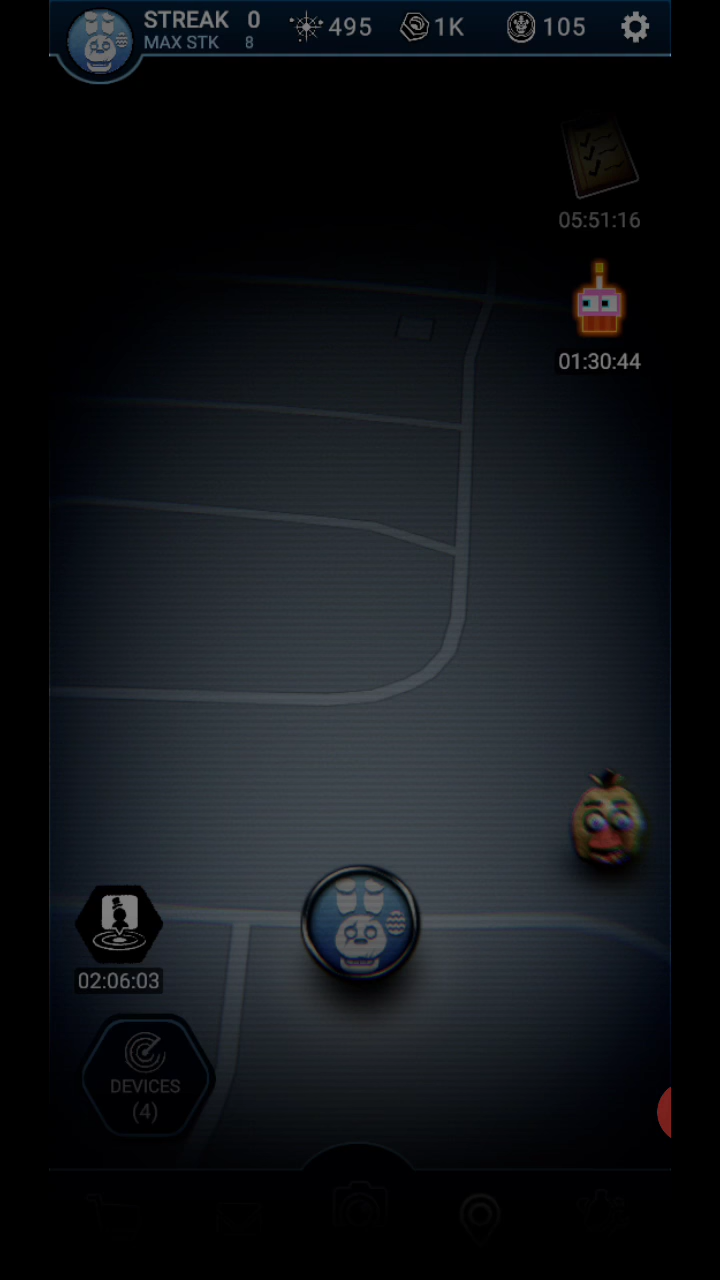 STREAK 0 495 1K 105
MAX STK 8
05:51:16
01:30:44
02:06:03
DEVICES
(4)